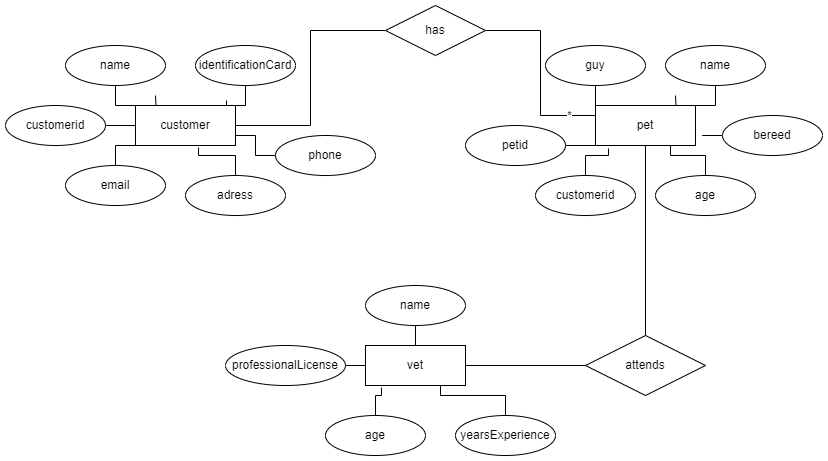 has
name
identificationCard
guy
name
customerid
customer
*
pet
bereed
petid
phone
email
adress
customerid
age
name
professionalLicense
vet
attends
age
yearsExperience